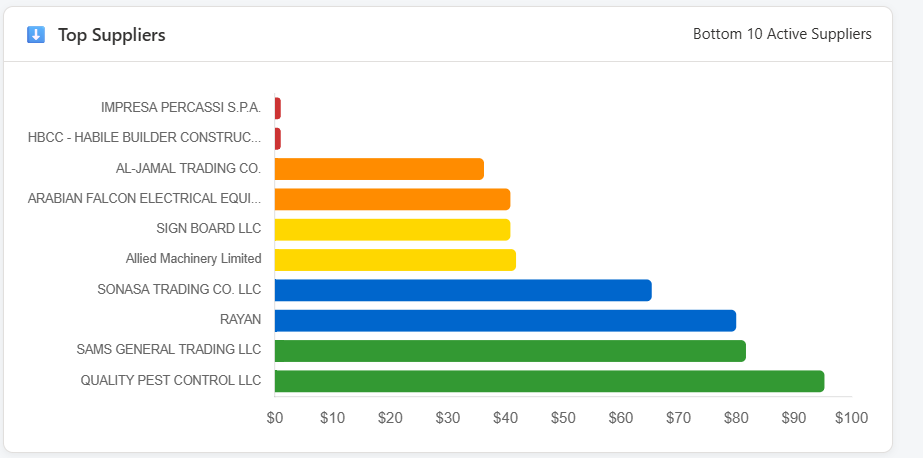 Top Suppliers
Bottom 10 Active Suppliers
IMPRESA PERCASSI S.P.A.
HBCC - HABILE BUILDER CONSTRUC...
AL-JAMAL TRADING CO.
ARABIAN FALCON ELECTRICAL EQUI...
SIGN BOARD LLC
Allied Machinery Limited
SONASA TRADING CO. LLC
RAYAN
SAMS GENERAL TRADING LLC
QUALITY PEST CONTROL LLC
$0 $10 $20 $30 $40 $50 $60 $70 $80 $90 $100